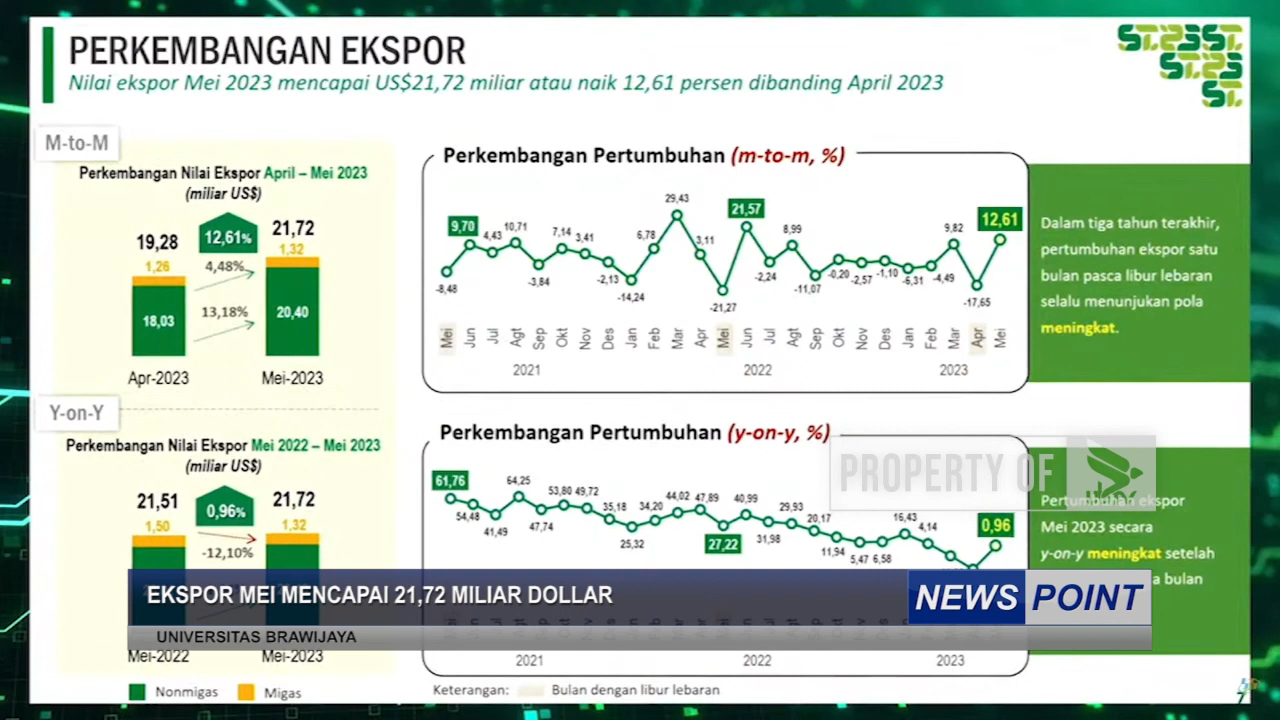 PERKEMBANGAN EKSPOR
Nilai ekspor Mei 2023 mencapai US$21,72 miliar atau naik 12,61 persen dibanding April 2023
M-to-M
Perkembangan Nilai Ekspor April – Mei 2023
(miliar US$)
19,28
12,61%
21,72
1,26
4,48%
1,32
18,03
13,18%
20,40
Apr-2023
Mei-2023
Perkembangan Pertumbuhan (m-to-m, %)
-8,48
9,70
4,43
10,71
-3,84
7,14
3,41
-2,13
-14,24
6,78
29,43
3,11
-21,27
21,57
-2,24
8,99
-11,07
-0,20
-2,57
-1,10
-6,31
-4,49
9,82
-17,65
12,61
Mei Jun Jul Agt Sep Okt Nov Des Jan Feb Mar Apr Mei Jun Jul Agt Sep Okt Nov Des Jan Feb Mar Apr Mei
2021 2022 2023
Dalam tiga tahun terakhir,
pertumbuhan ekspor satu
bulan pasca libur lebaran
selalu menunjukan pola
meningkat.
Y-on-Y
Perkembangan Nilai Ekspor Mei 2022 – Mei 2023
(miliar US$)
21,51
0,96%
21,72
1,50
-12,10%
1,32
Mei-2022
Mei-2023
Nonmigas
Migas
Perkembangan Pertumbuhan (y-on-y, %)
61,76
54,48
41,49
64,25
47,74
53,80
49,72
35,18
25,32
34,20
44,02
47,89
27,22
40,99
31,98
29,93
20,17
11,94
5,47
6,58
16,43
4,14
0,96
2021 2022 2023
Keterangan: Bulan dengan libur lebaran
PROPERTY OF
Pertumbuhan ekspor
Mei 2023 secara
y-on-y meningkat setelah
bulan
EKSPOR MEI MENCAPAI 21,72 MILIAR DOLLAR
NEWS POINT
UNIVERSITAS BRAWIJAYA
7